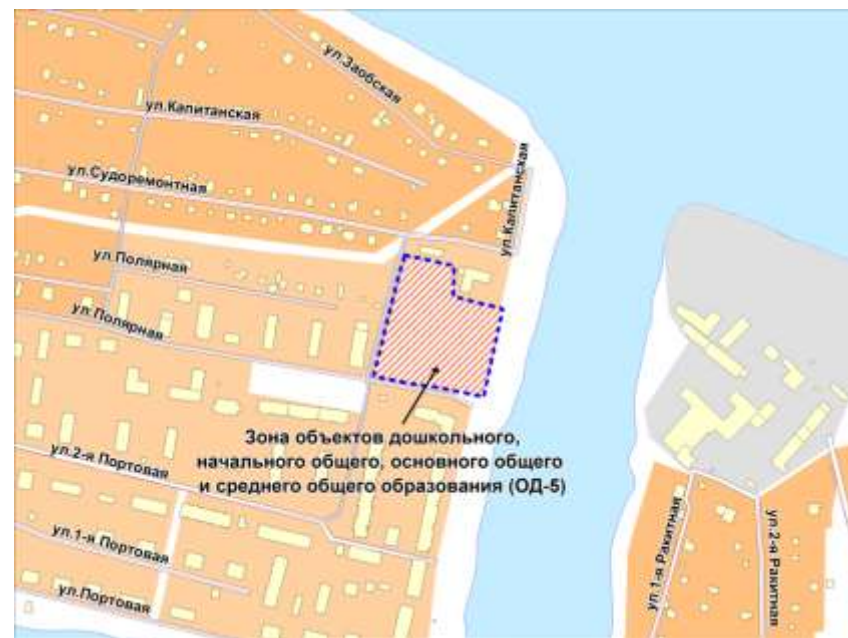 ул.Заобская
ул.Капитанская
ул.Судоремонтная
ул.Капитанская
ул.Полярная
ул.Полярная
Зона объектов дошкольного,
начального общего, основного общего
и среднего общего образования (ОД-5)
ул.2-я Портовая
ул.1-я Портовая
ул.Портовая
ул.1-я Ракитная
ул.2-я Ракитная